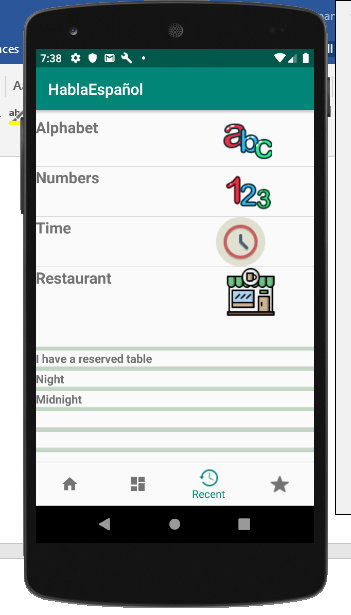 7:38
HablaEspañol
Alphabet
abc
Numbers
123
Time
Restaurant
I have a reserved table
Night
Midnight
Recent